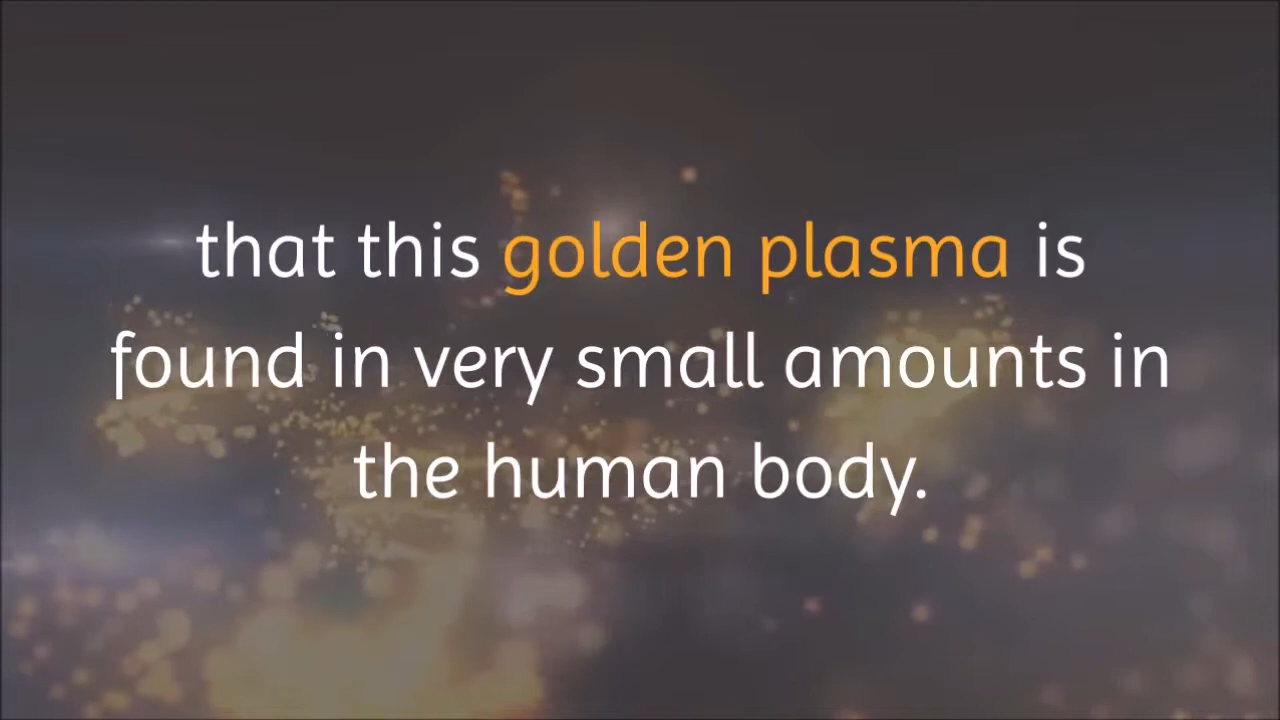 that this golden plasma is
found in very small amounts in
the human body.